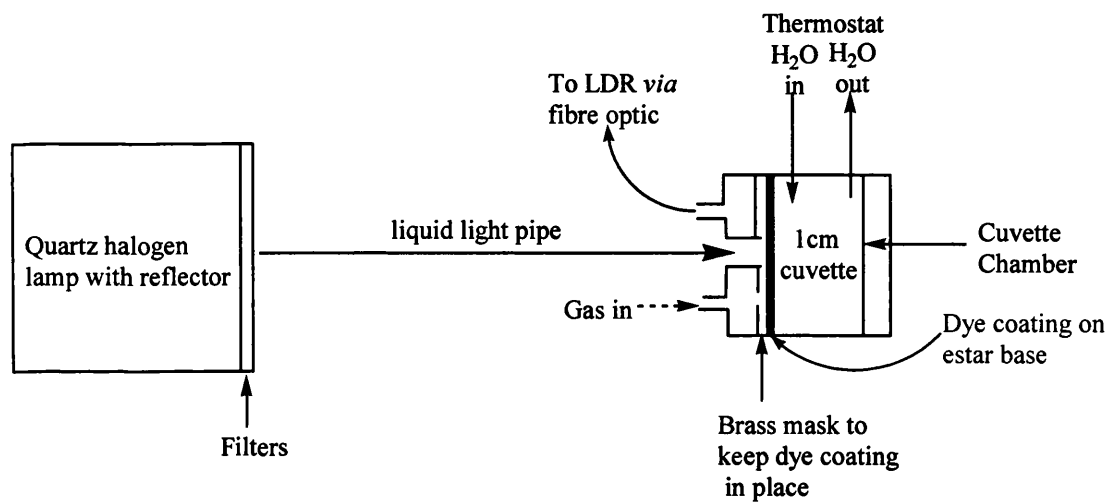 Thermostat
H₂O H₂O
in out
To LDR via
fibre optic
Quartz halogen
lamp with reflector
liquid light pipe
1cm
cuvette
Cuvette
Chamber
Gas in
Dye coating on
estar base
Filters
Brass mask to
keep dye coating
in place